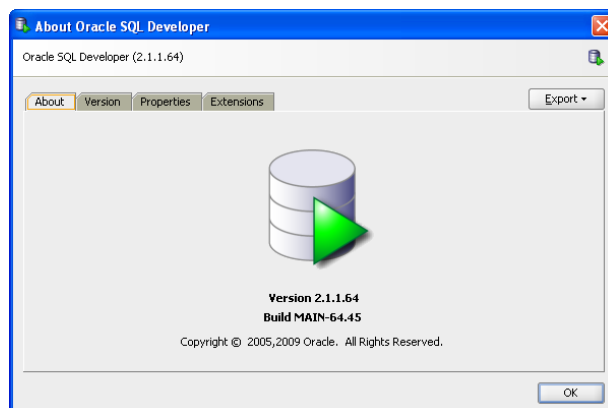 About Oracle SQL Developer
Oracle SQL Developer (2.1.1.64)
About Version Properties Extensions Export
Version 2.1.1.64
Build MAIN-64.45
Copyright © 2005,2009 Oracle. All Rights Reserved.
OK